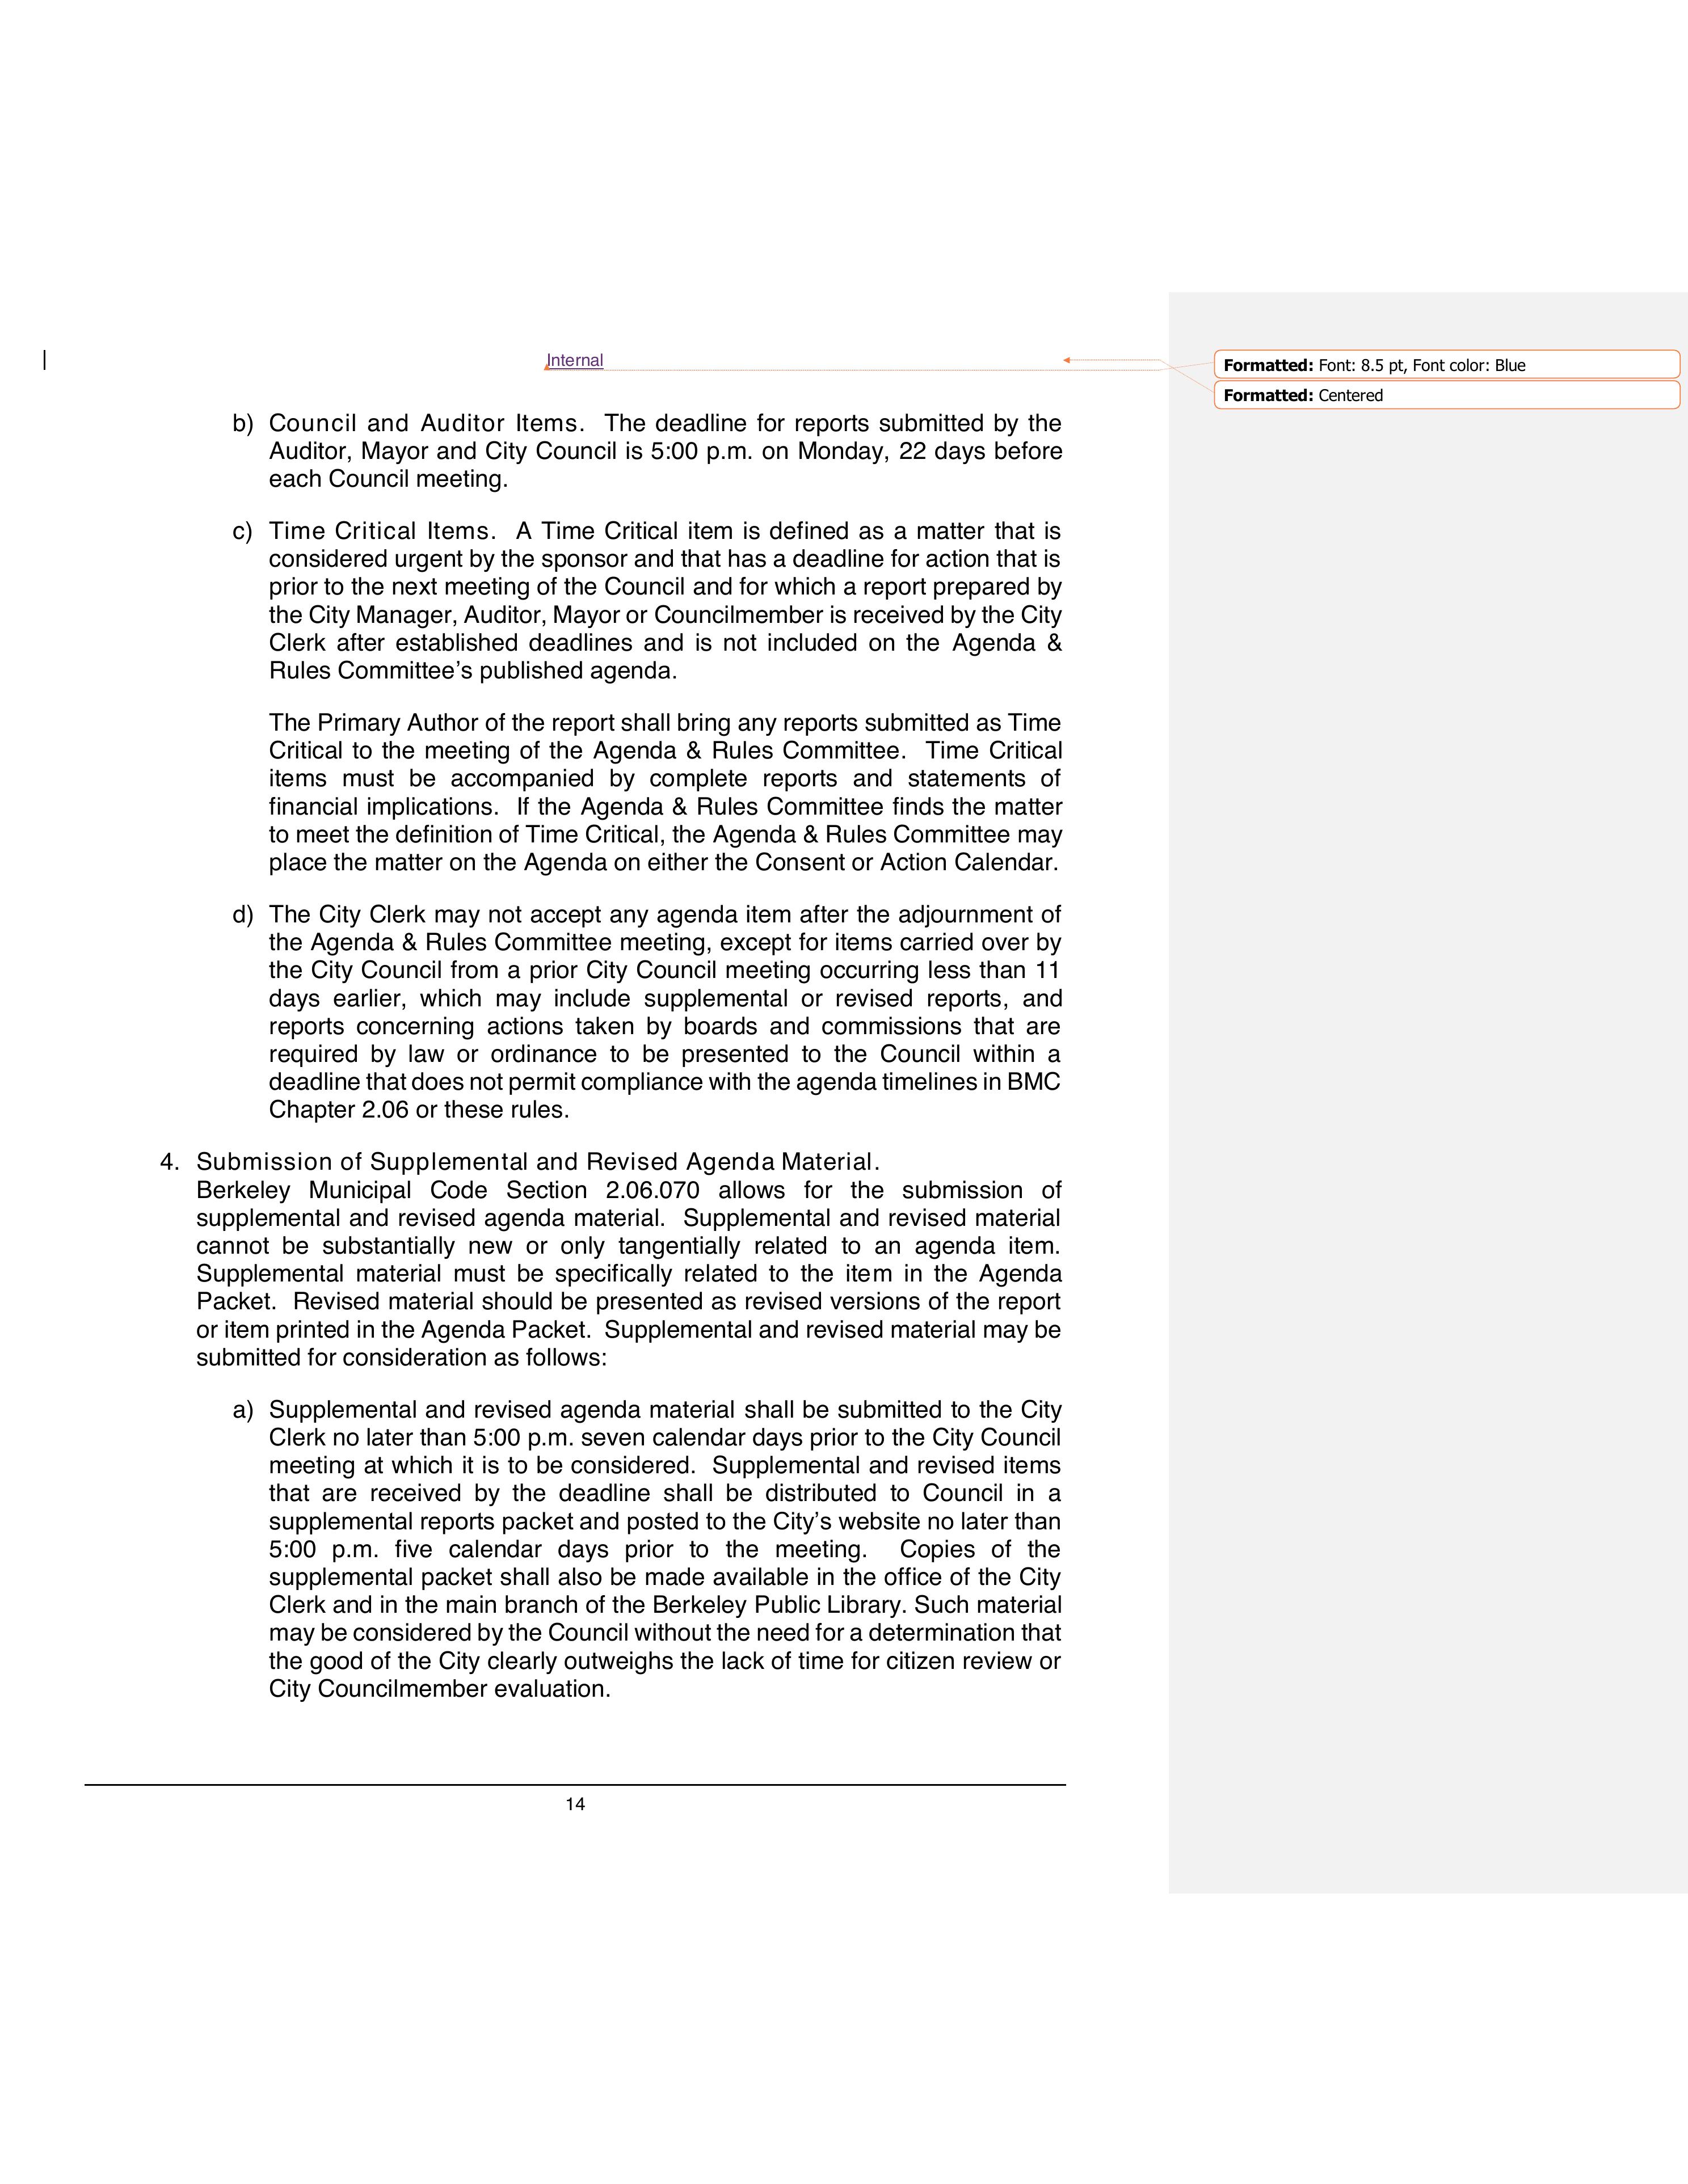 Internal
Formatted: Font: 8.5 pt, Font color: Blue
Formatted: Centered
b) Council and Auditor Items. The deadline for reports submitted by the
Auditor, Mayor and City Council is 5:00 p.m. on Monday, 22 days before
each Council meeting.
c) Time Critical Items. A Time Critical item is defined as a matter that is
considered urgent by the sponsor and that has a deadline for action that is
prior to the next meeting of the Council and for which a report prepared by
the City Manager, Auditor, Mayor or Councilmember is received by the City
Clerk after established deadlines and is not included on the Agenda &
Rules Committee’s published agenda.
The Primary Author of the report shall bring any reports submitted as Time
Critical to the meeting of the Agenda & Rules Committee. Time Critical
items must be accompanied by complete reports and statements of
financial implications. If the Agenda & Rules Committee finds the matter
to meet the definition of Time Critical, the Agenda & Rules Committee may
place the matter on the Agenda on either the Consent or Action Calendar.
d) The City Clerk may not accept any agenda item after the adjournment of
the Agenda & Rules Committee meeting, except for items carried over by
the City Council from a prior City Council meeting occurring less than 11
days earlier, which may include supplemental or revised reports, and
reports concerning actions taken by boards and commissions that are
required by law or ordinance to be presented to the Council within a
deadline that does not permit compliance with the agenda timelines in BMC
Chapter 2.06 or these rules.
4. Submission of Supplemental and Revised Agenda Material.
Berkeley Municipal Code Section 2.06.070 allows for the submission of
supplemental and revised agenda material. Supplemental and revised material
cannot be substantially new or only tangentially related to an agenda item.
Supplemental material must be specifically related to the item in the Agenda
Packet. Revised material should be presented as revised versions of the report
or item printed in the Agenda Packet. Supplemental and revised material may be
submitted for consideration as follows:
a) Supplemental and revised agenda material shall be submitted to the City
Clerk no later than 5:00 p.m. seven calendar days prior to the City Council
meeting at which it is to be considered. Supplemental and revised items
that are received by the deadline shall be distributed to Council in a
supplemental reports packet and posted to the City’s website no later than
5:00 p.m. five calendar days prior to the meeting. Copies of the
supplemental packet shall also be made available in the office of the City
Clerk and in the main branch of the Berkeley Public Library. Such material
may be considered by the Council without the need for a determination that
the good of the City clearly outweighs the lack of time for citizen review or
City Councilmember evaluation.
14